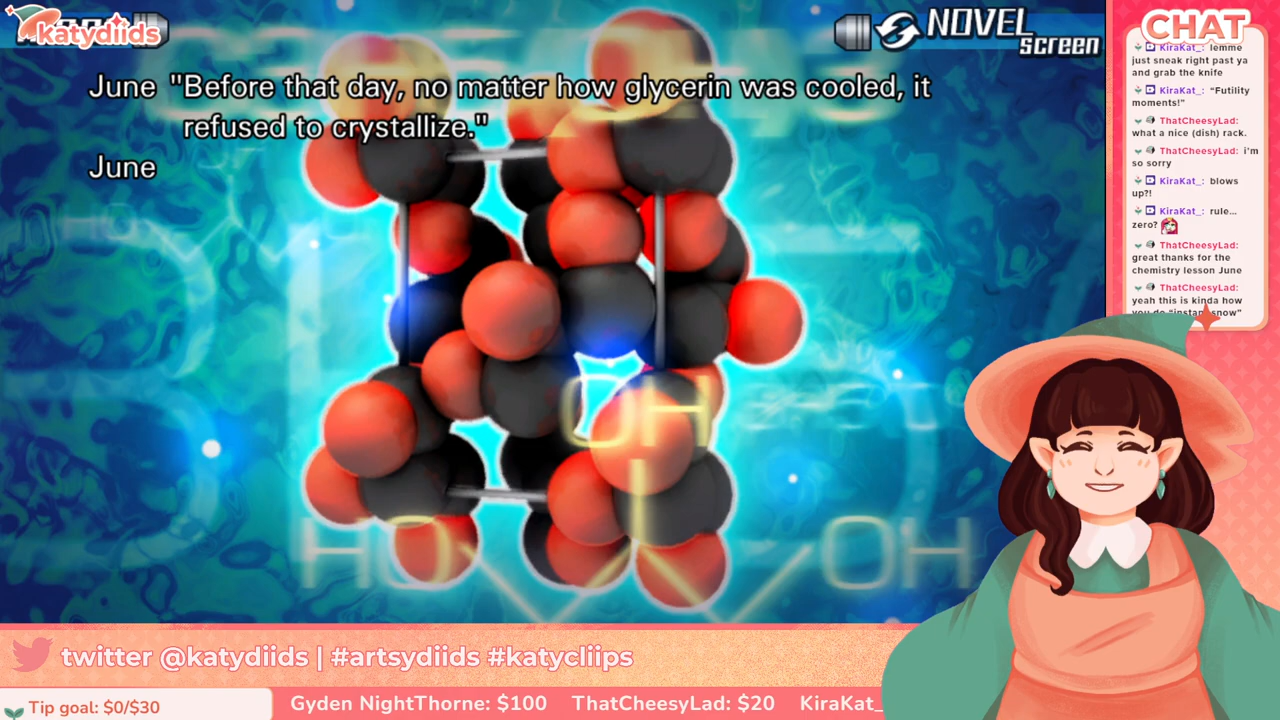 katydiids
NOVEL
Screen
June "Before that day, no matter how glycerin was cooled, it
refused to crystallize."
June
OH
HO
OH
CHAT
KiraKat_: lemme
just sneak right past ya
and grab the knife
KiraKat_: “Futility
moments!”
ThatCheesyLad:
what a nice (dish) rack.
ThatCheesyLad: i'm
so sorry
KiraKat_: blows
up?!
KiraKat_: rule...
zero?
ThatCheesyLad:
great thanks for the
chemistry lesson June
ThatCheesyLad:
yeah this is kinda how
you do “instant snow”
twitter @katydiids | #artsydiids #katycliips
Tip goal: $0/$30
Gyden NightThorne: $100 ThatCheesyLad: $20 KiraKat_